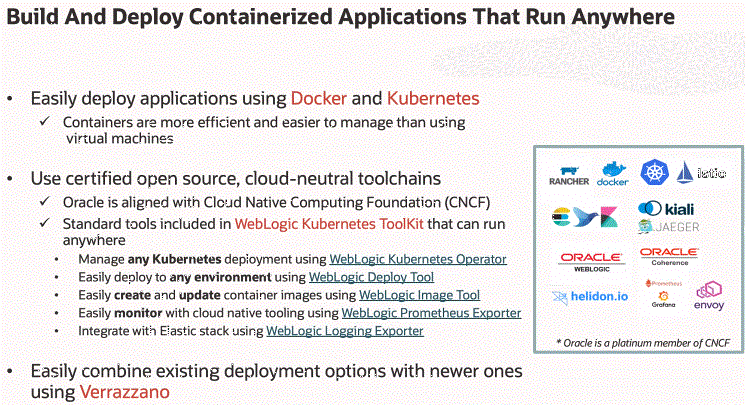 Build And Deploy Containerized Applications That Run Anywhere
• Easily deploy applications using Docker and Kubernetes
✓ Containers are more efficient and easier to manage than using
virtual machines
• Use certified open source, cloud-neutral toolchains
✓ Oracle is aligned with Cloud Native Computing Foundation (CNCF)
✓ Standard tools included in WebLogic Kubernetes ToolKit that can run
anywhere
• Manage any Kubernetes deployment using WebLogic Kubernetes Operator
• Easily deploy to any environment using WebLogic Deploy Tool
• Easily create and update container images using WebLogic Image Tool
• Easily monitor with cloud native tooling using WebLogic Prometheus Exporter
• Integrate with Elastic stack using WebLogic Logging Exporter
• Easily combine existing deployment options with newer ones
using Verrazzano
RANCHER
docker
Istio
kiali
JAEGER
ORACLE
WEBLOGIC
ORACLE
Coherence
helidon.io
Prometheus
Grafana
envoy
* Oracle is a platinum member of CNCF